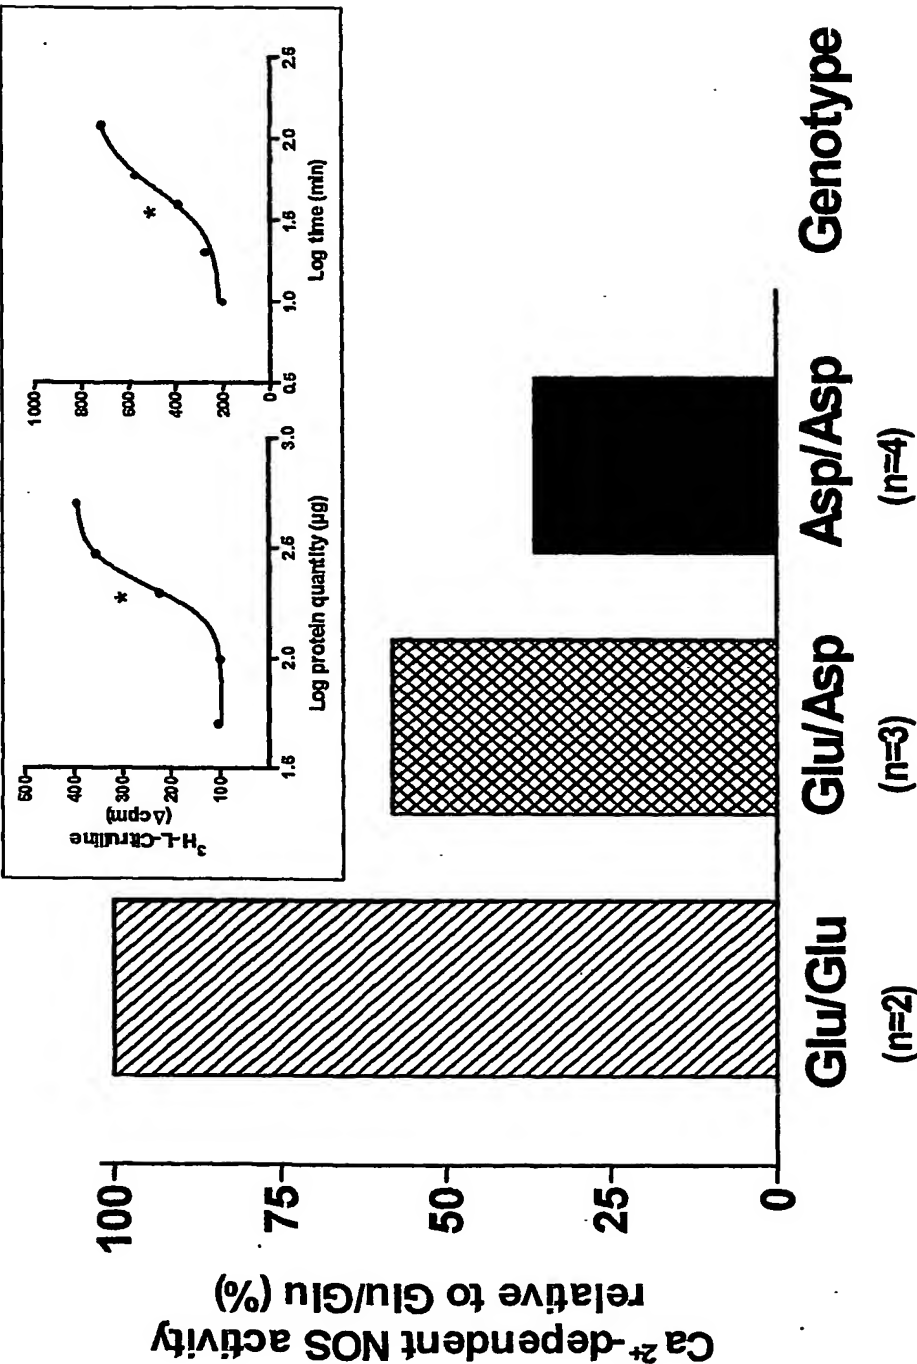 Ca²⁺-dependent NOS activity
relative to Glu/Glu (%)
100
75
50
25
0
³H-L-Citrulline
(Δcpm)
500
400
300
200
100
*
1.5
2.0
2.5
3.0
Log protein quantity (µg)
1000
800
600
400
200
0
*
0.5
1.0
1.5
2.0
2.5
Log time (min)
Glu/Glu
Glu/Asp
Asp/Asp
Genotype
(n=2)
(n=3)
(n=4)